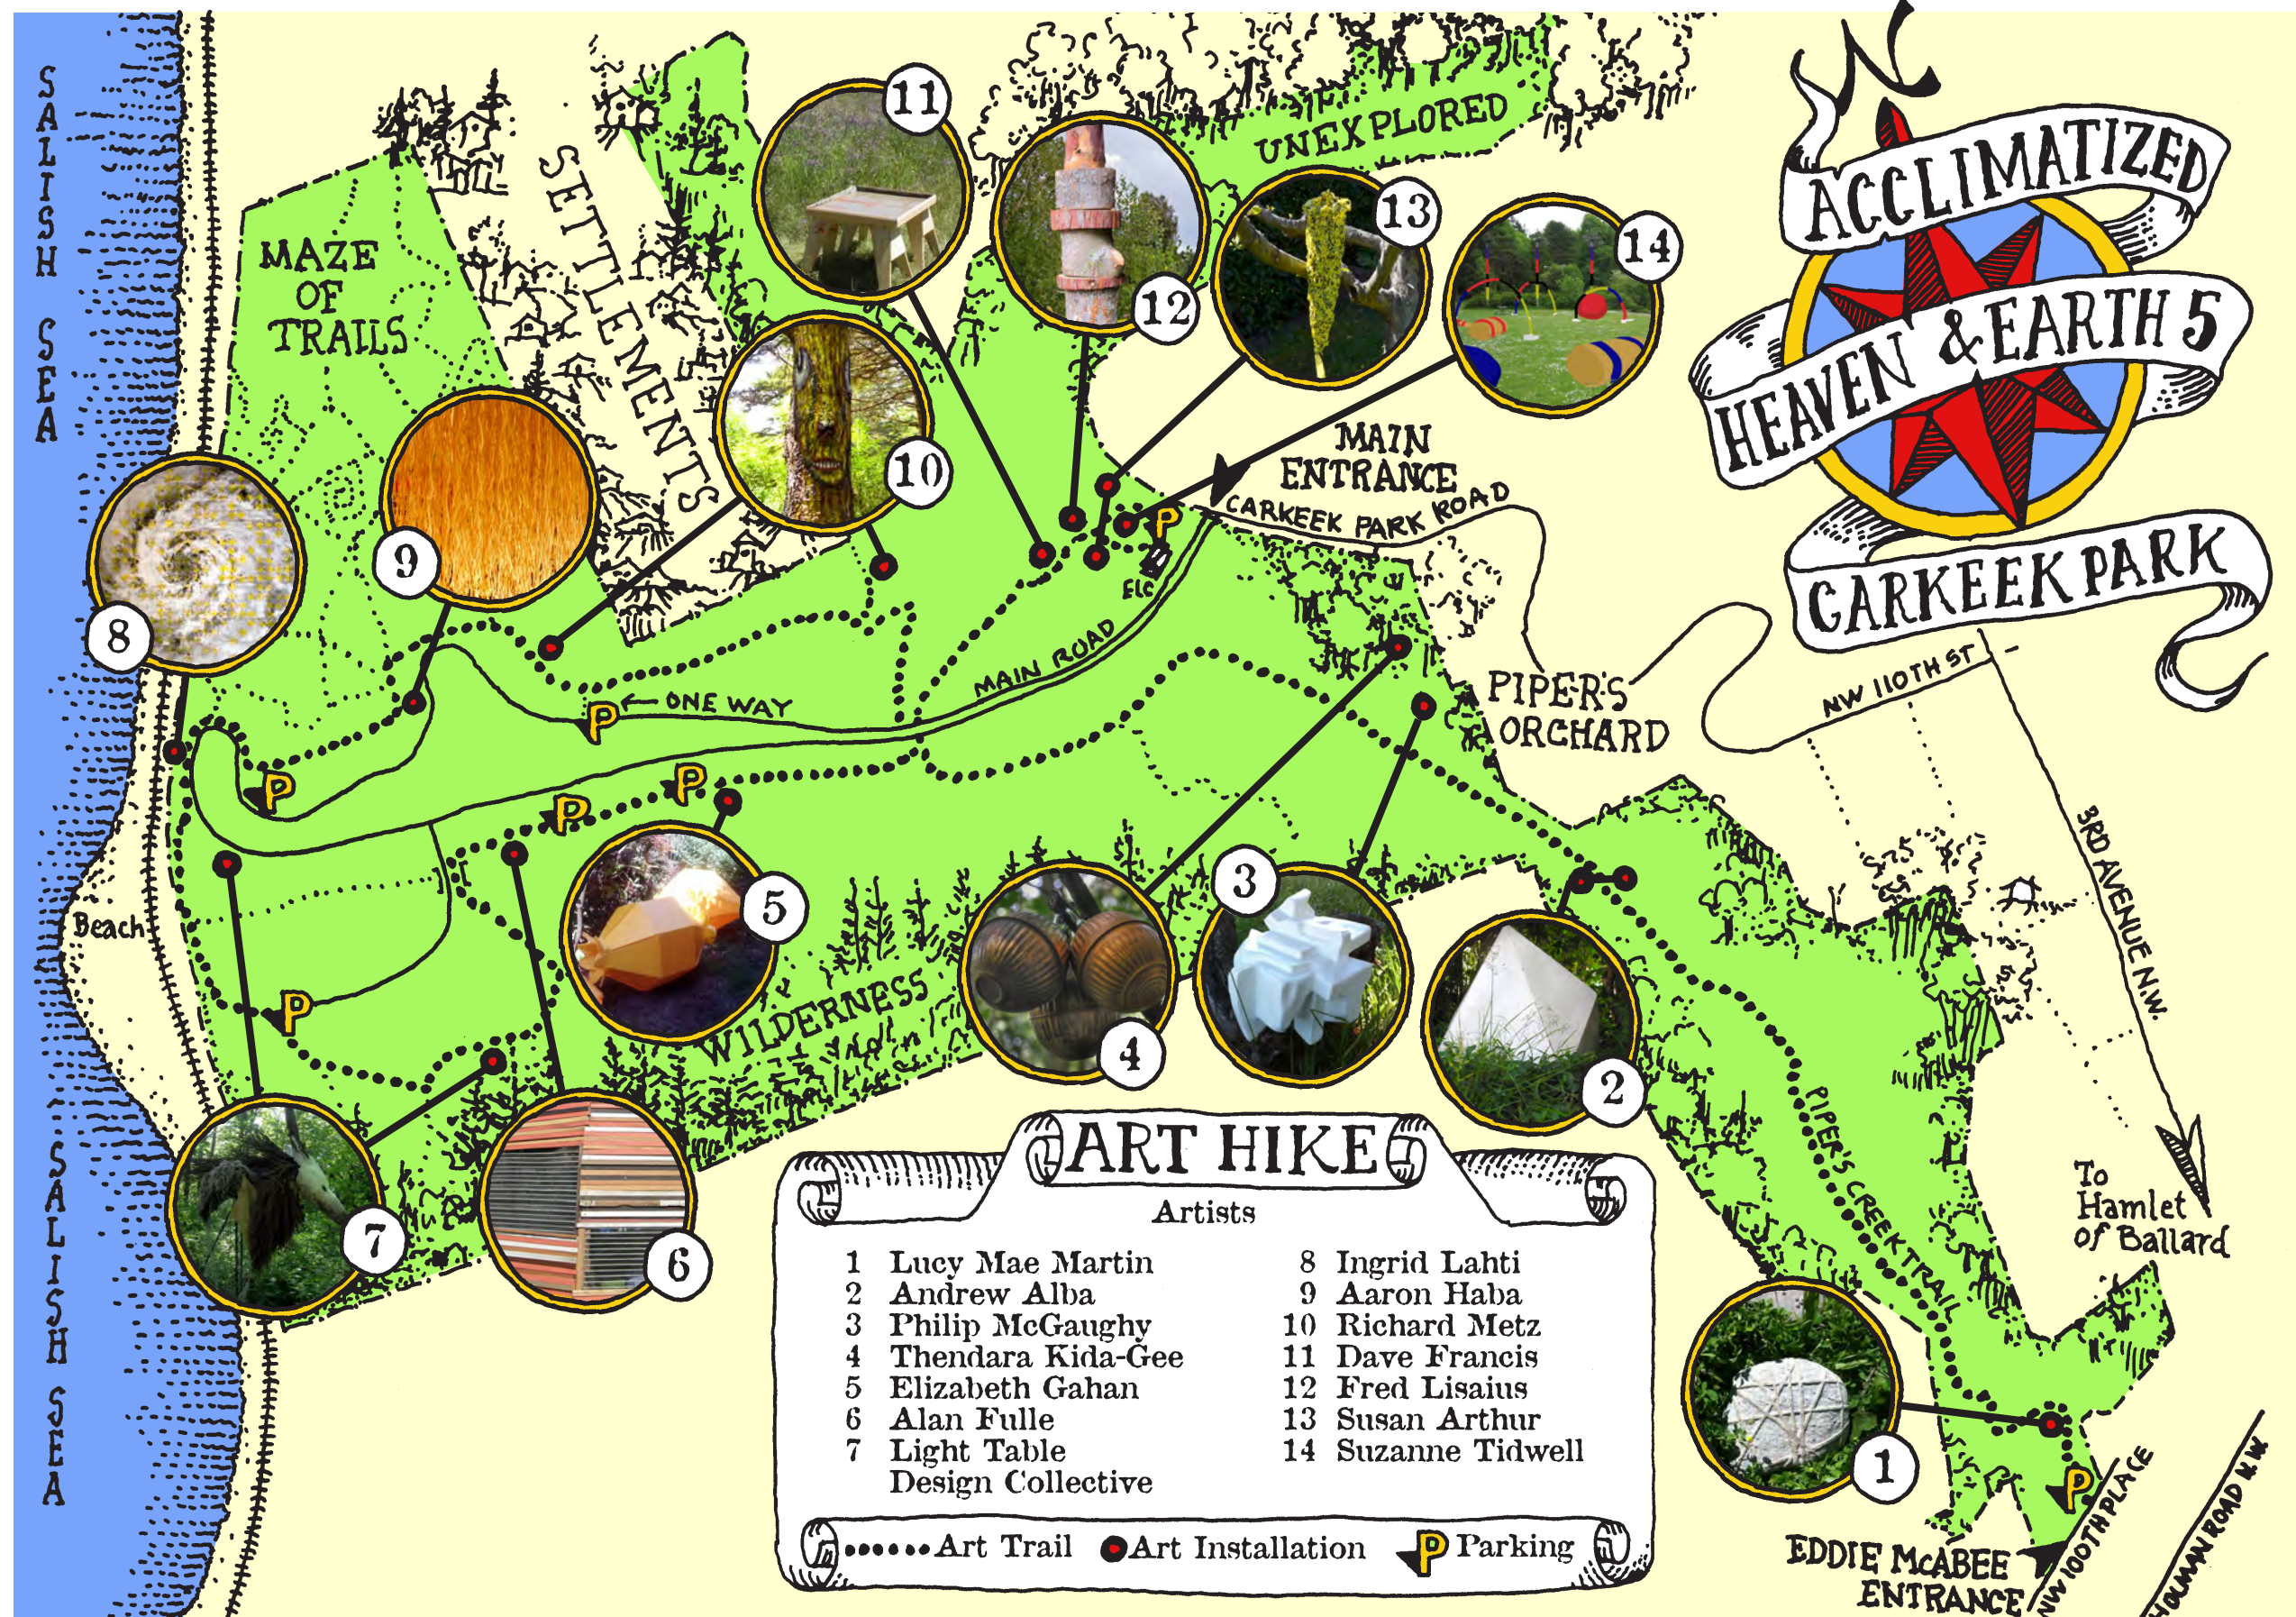 N
ACCLIMATIZED
HEAVEN & EARTH 5
CARKEEK PARK
SALISH SEA
SALISH SEA
MAZE
OF
TRAILS
SETTLEMENTS
UNEXPLORED
11
12
13
14
10
9
8
MAIN
ENTRANCE
CARKEEK PARK ROAD
P
ELC
MAIN ROAD
P
← ONE WAY
PIPER'S
ORCHARD
NW 110TH ST
3RD AVENUE N.W.
P
P
P
Beach
P
WILDERNESS
5
4
3
2
7
6
1
PIPER'S CREEK TRAIL
To
Hamlet
of Ballard
P
EDDIE McABEE
ENTRANCE
NW 100TH PLACE
HOLMAN ROAD N.W.
ART HIKE
Artists
1 Lucy Mae Martin
2 Andrew Alba
3 Philip McGaughy
4 Thendara Kida-Gee
5 Elizabeth Gahan
6 Alan Fulle
7 Light Table
Design Collective
8 Ingrid Lahti
9 Aaron Haba
10 Richard Metz
11 Dave Francis
12 Fred Lisaius
13 Susan Arthur
14 Suzanne Tidwell
Art Trail
Art Installation
P Parking